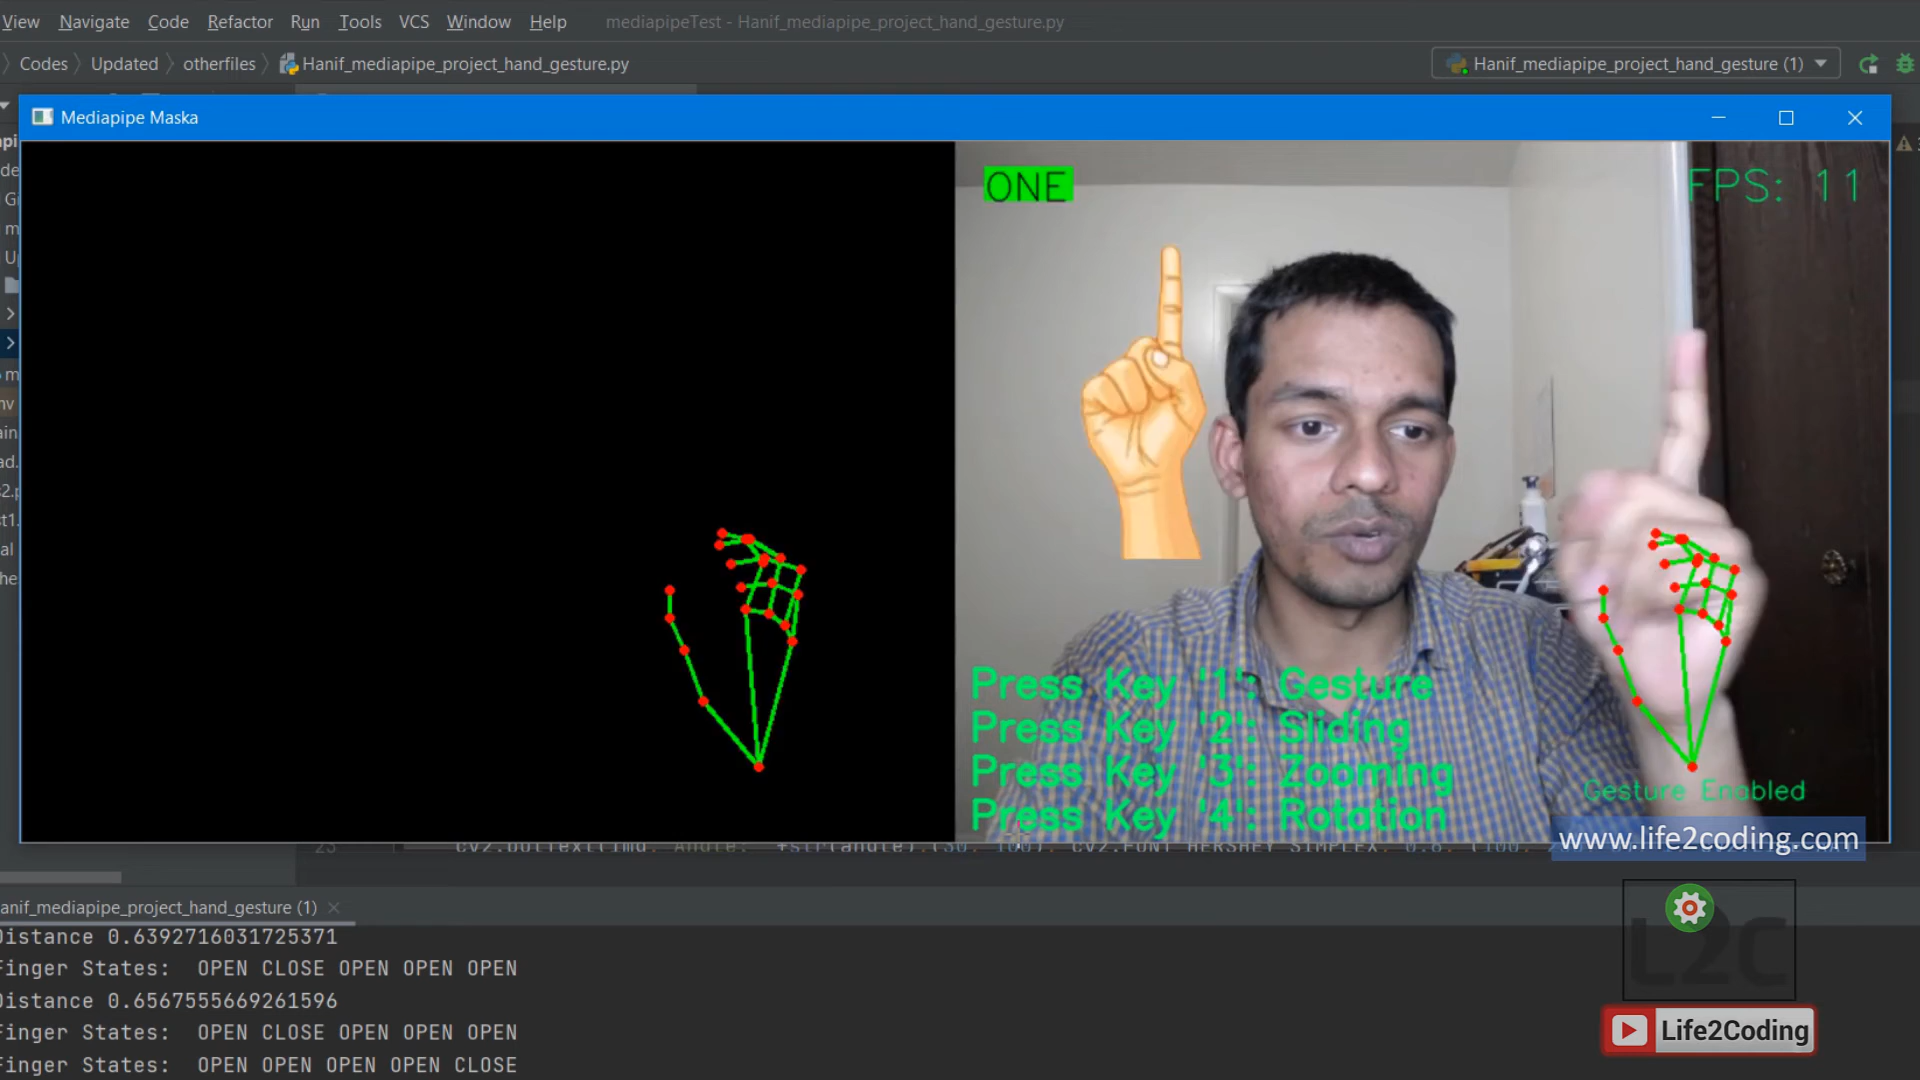 View Navigate Code Refactor Run Tools VCS Window Help mediapipeTest - Hanif_mediapipe_project_hand_gesture.py
Codes Updated otherfiles Hanif_mediapipe_project_hand_gesture.py Hanif_mediapipe_project_hand_gesture (1)
Mediapipe Maska
ONE
FPS: 11
Press Key '1': Gesture
Press Key '2': Sliding
Press Key '3': Zooming
Press Key '4': Rotation
Gesture Enabled
www.life2coding.com
anif_mediapipe_project_hand_gesture (1)
Distance 0.6392716031725371
Finger States: OPEN CLOSE OPEN OPEN OPEN
Distance 0.6567555669261596
Finger States: OPEN CLOSE OPEN OPEN OPEN
Finger States: OPEN OPEN OPEN OPEN CLOSE
L2C
Life2Coding